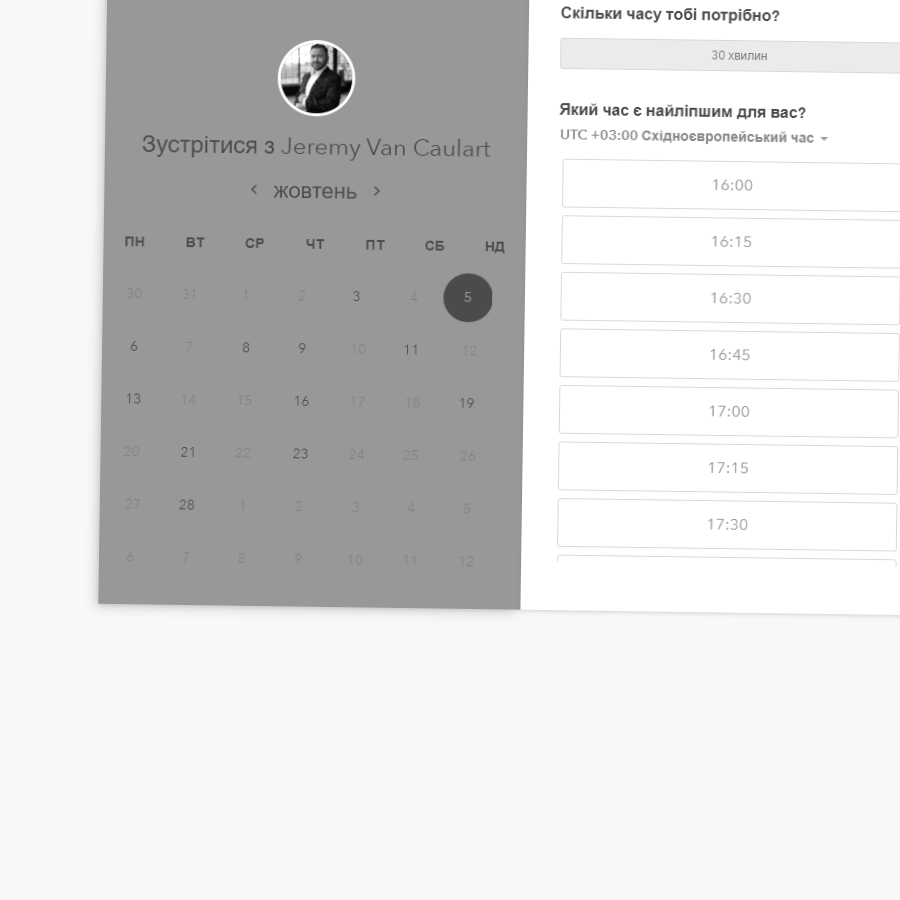 Зустрітися з Jeremy Van Caulart
‹ жовтень ›
ПН ВТ СР ЧТ ПТ СБ НД
30 31 1 2 3 4 5
6 7 8 9 10 11 12
13 14 15 16 17 18 19
20 21 22 23 24 25 26
27 28 1 2 3 4 5
6 7 8 9 10 11 12
Скільки часу тобі потрібно?
30 хвилин
Який час є найліпшим для вас?
UTC +03:00 Східноєвропейський час
16:00
16:15
16:30
16:45
17:00
17:15
17:30